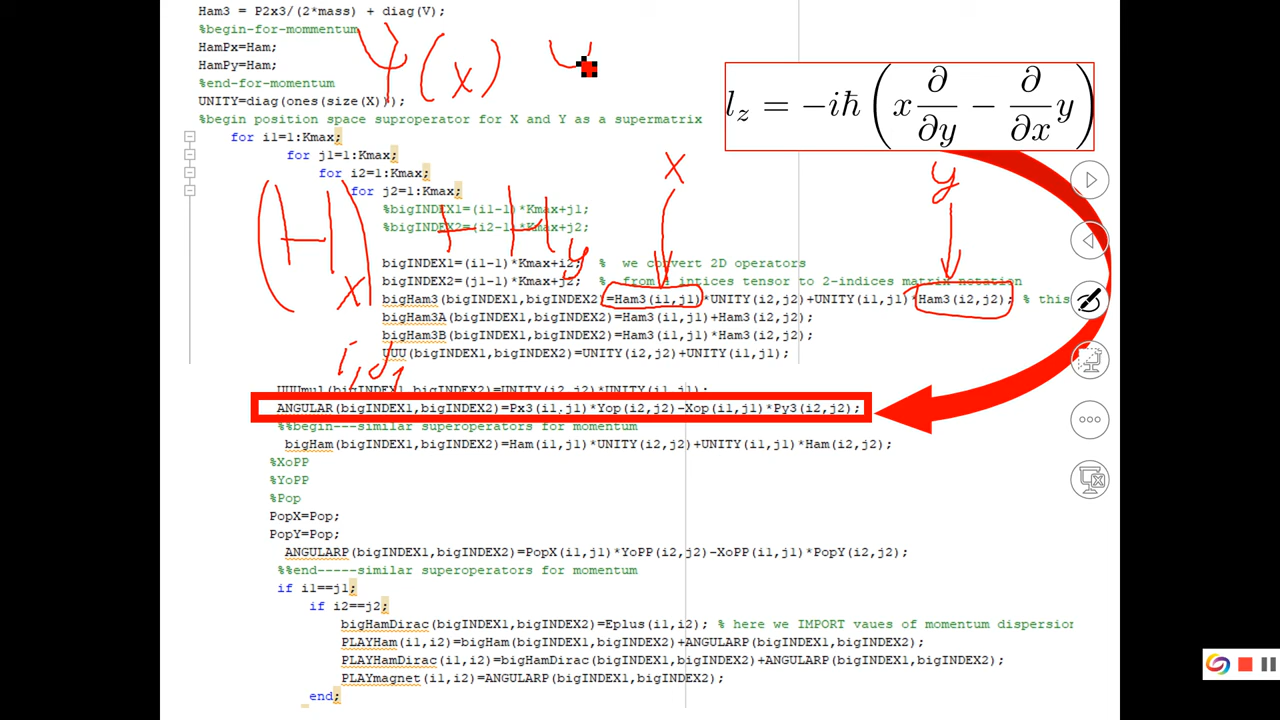 Ham3 = P2x3/(2*mass) + diag(V);
%begin-for-mommentum
HamPx=Ham;
HamPy=Ham;
%end-for-momentum
UNITY=diag(ones(size(X)));
%begin position space suproperator for X and Y as a supermatrix
for i1=1:Kmax;
for j1=1:Kmax;
for i2=1:Kmax;
for j2=1:Kmax;
%bigINDEX1=(i1-1)*Kmax+j1;
%bigINDEX2=(i2-1)*Kmax+j2;
bigINDEX1=(i1-1)*Kmax+i2; % we convert 2D operators
bigINDEX2=(j1-1)*Kmax+j2; % from 4 intices tensor to 2-indices matrix notation
bigHam3(bigINDEX1,bigINDEX2)=Ham3(i1,j1)*UNITY(i2,j2)+UNITY(i1,j1)*Ham3(i2,j2); % this
bigHam3A(bigINDEX1,bigINDEX2)=Ham3(i1,j1)+Ham3(i2,j2);
bigHam3B(bigINDEX1,bigINDEX2)=Ham3(i1,j1)*Ham3(i2,j2);
UUU(bigINDEX1,bigINDEX2)=UNITY(i2,j2)+UNITY(i1,j1);
UUUmul(bigINDEX1,bigINDEX2)=UNITY(i2,j2)*UNITY(i1,j1);
ANGULAR(bigINDEX1,bigINDEX2)=Px3(i1,j1)*Yop(i2,j2)-Xop(i1,j1)*Py3(i2,j2);
%%begin---similar superoperators for momentum
bigHam(bigINDEX1,bigINDEX2)=Ham(i1,j1)*UNITY(i2,j2)+UNITY(i1,j1)*Ham(i2,j2);
%XoPP
%YoPP
%Pop
PopX=Pop;
PopY=Pop;
ANGULARP(bigINDEX1,bigINDEX2)=PopX(i1,j1)*YoPP(i2,j2)-XoPP(i1,j1)*PopY(i2,j2);
%%end-----similar superoperators for momentum
if i1==j1;
if i2==j2;
bigHamDirac(bigINDEX1,bigINDEX2)=Eplus(i1,i2); % here we IMPORT vaues of momentum dispersion
PLAYHam(i1,i2)=bigHam(bigINDEX1,bigINDEX2)+ANGULARP(bigINDEX1,bigINDEX2);
PLAYHamDirac(i1,i2)=bigHamDirac(bigINDEX1,bigINDEX2)+ANGULARP(bigINDEX1,bigINDEX2);
PLAYmagnet(i1,i2)=ANGULARP(bigINDEX1,bigINDEX2);
end;
l_z = −iħ (x ∂/∂y − ∂/∂x y)
Ψ(x)
x
y
(H)x + H y